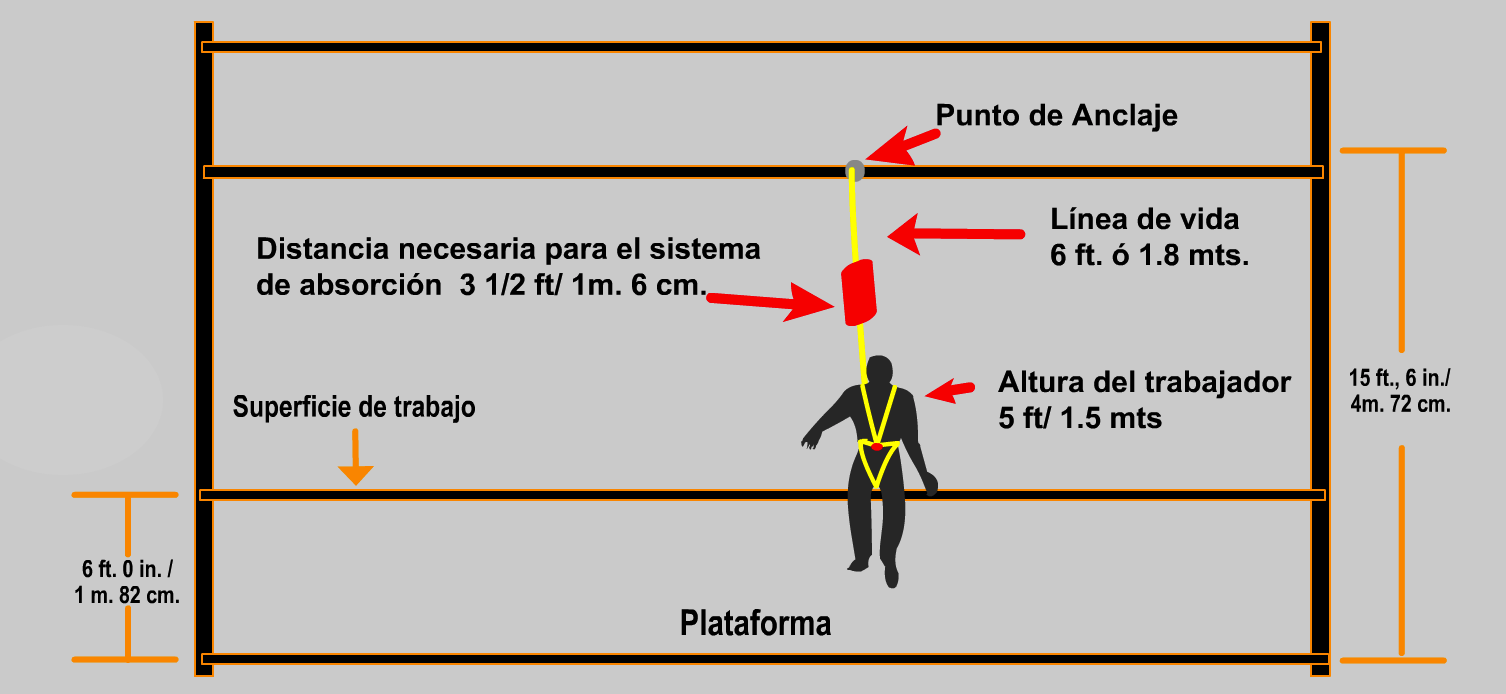 Punto de Anclaje
Línea de vida
6 ft. ó 1.8 mts.
Distancia necesaria para el sistema
de absorción  3 1/2 ft/ 1m. 6 cm.
Altura del trabajador
5 ft/ 1.5 mts
15 ft., 6 in./
4m. 72 cm.
Superficie de trabajo
6 ft. 0 in. /
1 m. 82 cm.
Plataforma